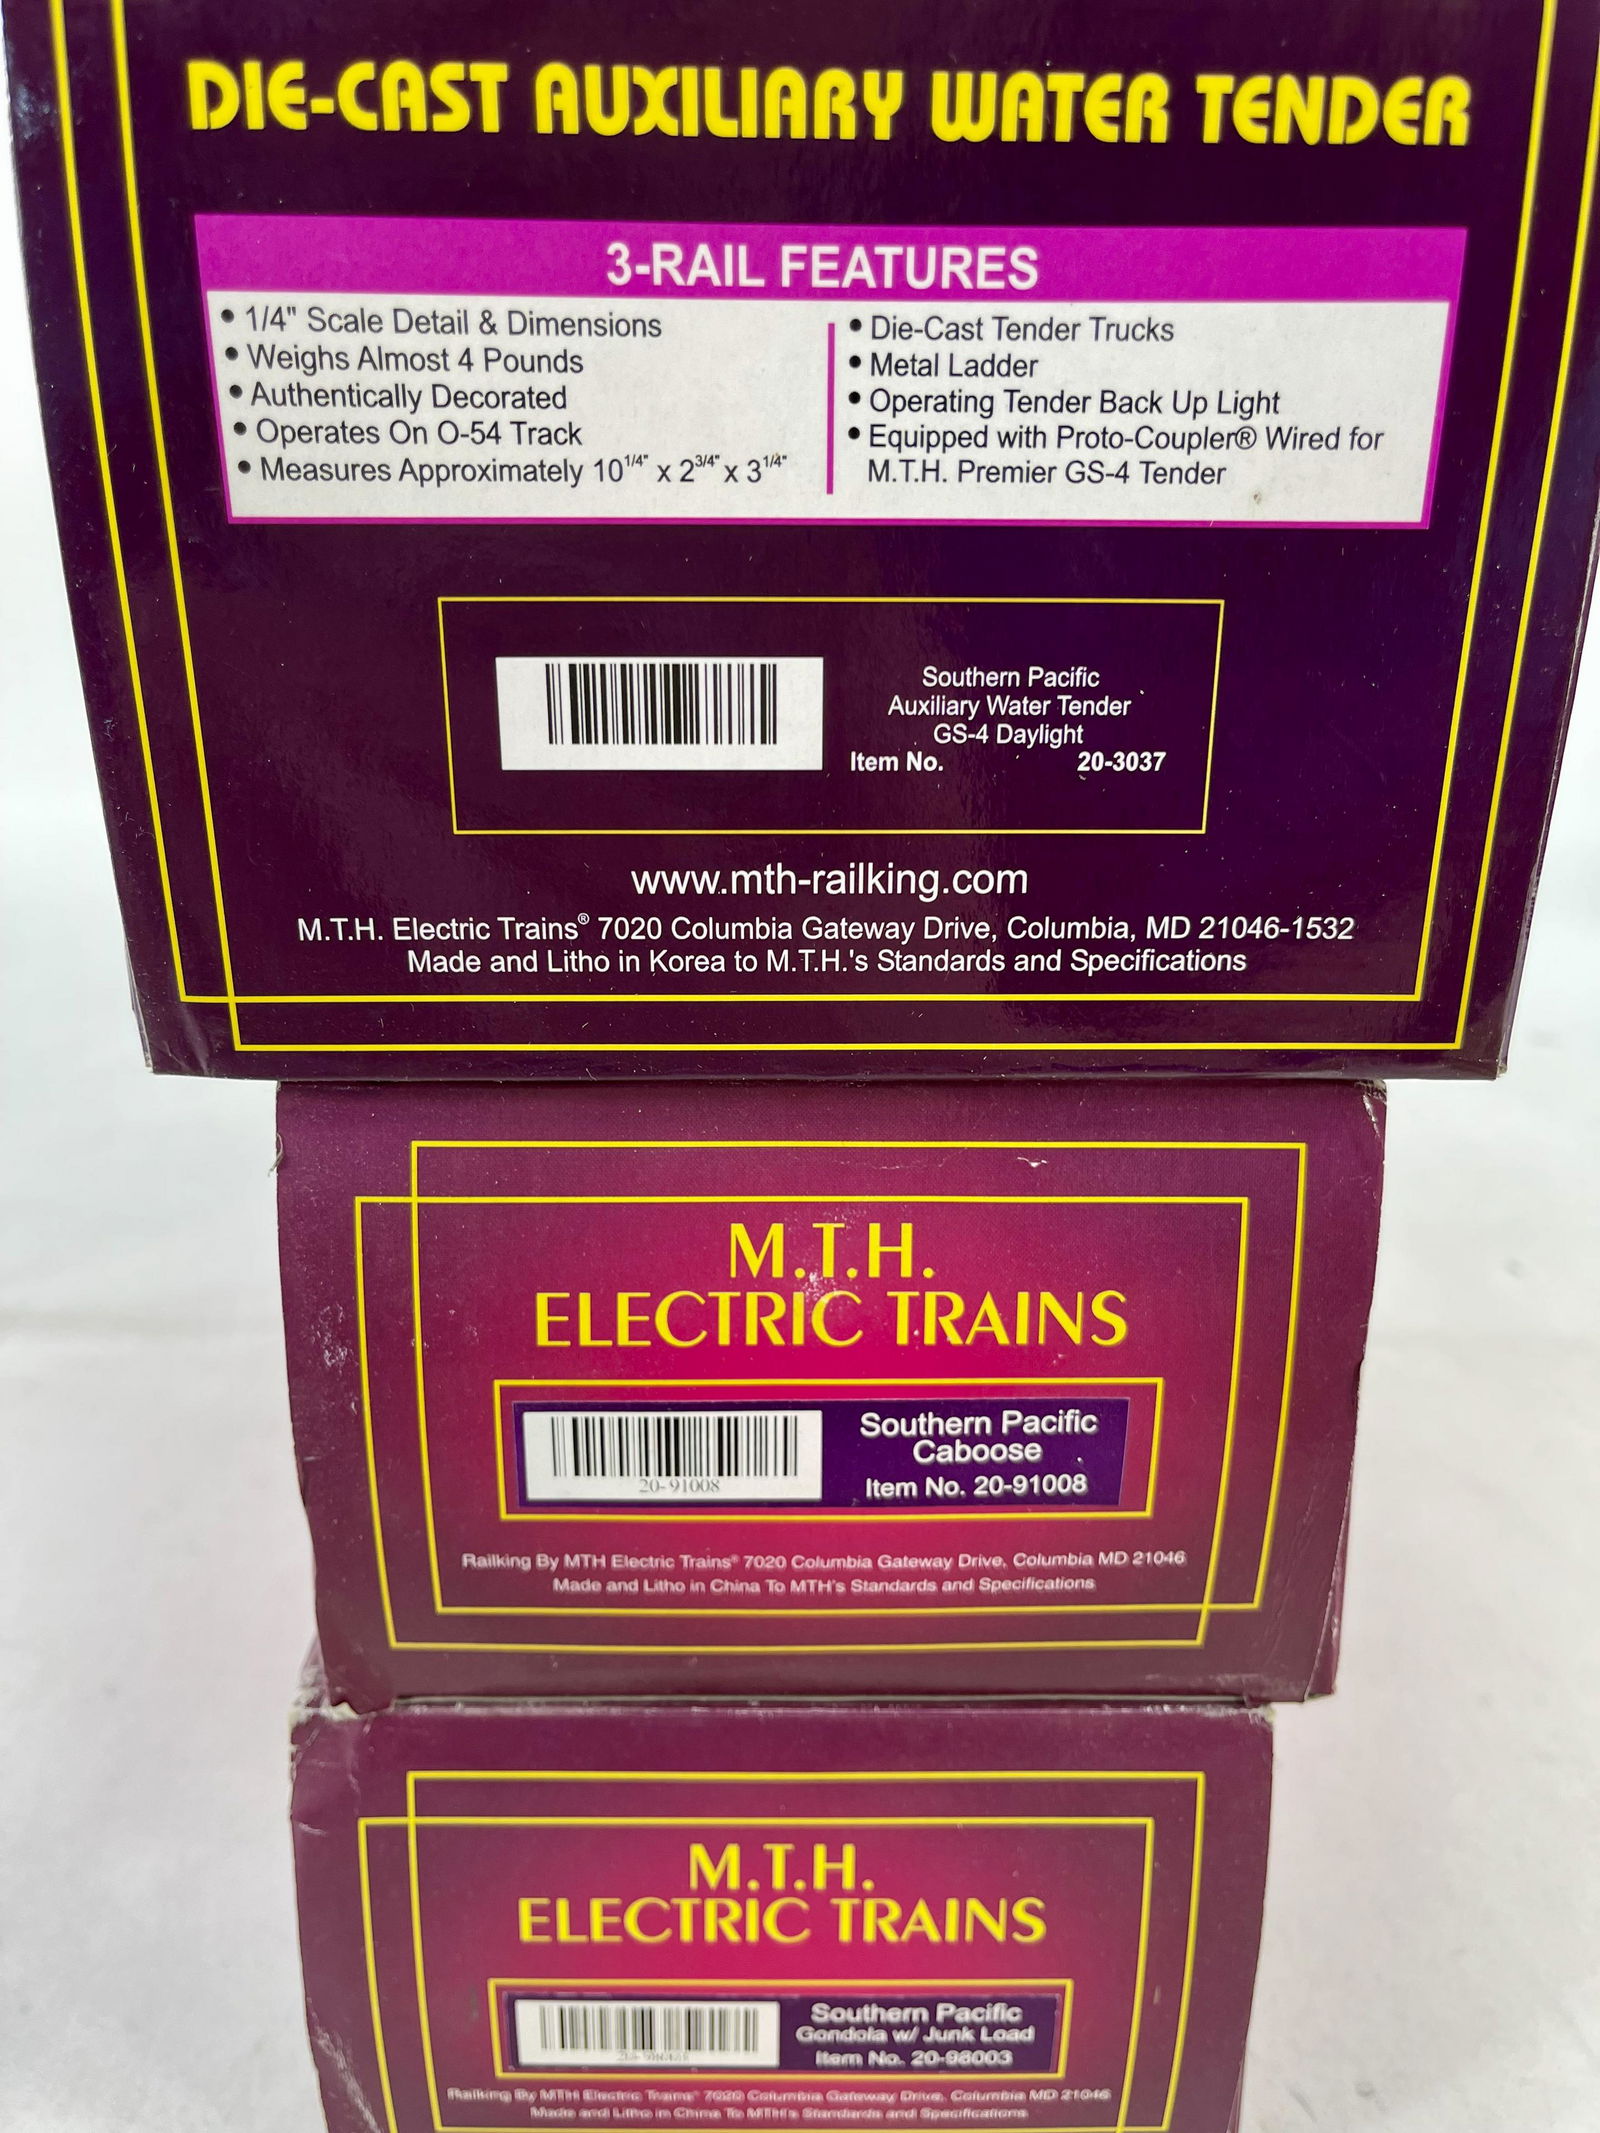 DIE-CAST AUXILIARY WATER TENDER
3-RAIL FEATURES
• 1/4" Scale Detail & Dimensions
• Weighs Almost 4 Pounds
• Authentically Decorated
• Operates On O-54 Track
• Measures Approximately 10 1/4" x 2 3/4" x 3 1/4"
• Die-Cast Tender Trucks
• Metal Ladder
• Operating Tender Back Up Light
• Equipped with Proto-Coupler® Wired for
M.T.H. Premier GS-4 Tender
Southern Pacific
Auxiliary Water Tender
GS-4 Daylight
Item No. 20-3037
www.mth-railking.com
M.T.H. Electric Trains® 7020 Columbia Gateway Drive, Columbia, MD 21046-1532
Made and Litho in Korea to M.T.H.'s Standards and Specifications
M.T.H.
ELECTRIC TRAINS
20-91008
Southern Pacific
Caboose
Item No. 20-91008
Railking By MTH Electric Trains® 7020 Columbia Gateway Drive, Columbia MD 21046
Made and Litho in China To MTH's Standards and Specifications
M.T.H.
ELECTRIC TRAINS
Southern Pacific
Gondola w/ Junk Load
Item No. 20-98003
Railking By MTH Electric Trains® 7020 Columbia Gateway Drive, Columbia MD 21046
Made and Litho in China To MTH's Standards and Specifications